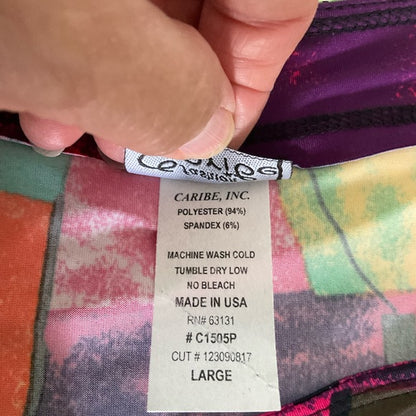 CARIBE, INC.
POLYESTER (94%)
SPANDEX (6%)
MACHINE WASH COLD
TUMBLE DRY LOW
NO BLEACH
MADE IN USA
RN# 63131
# C1505P
CUT # 123090817
LARGE